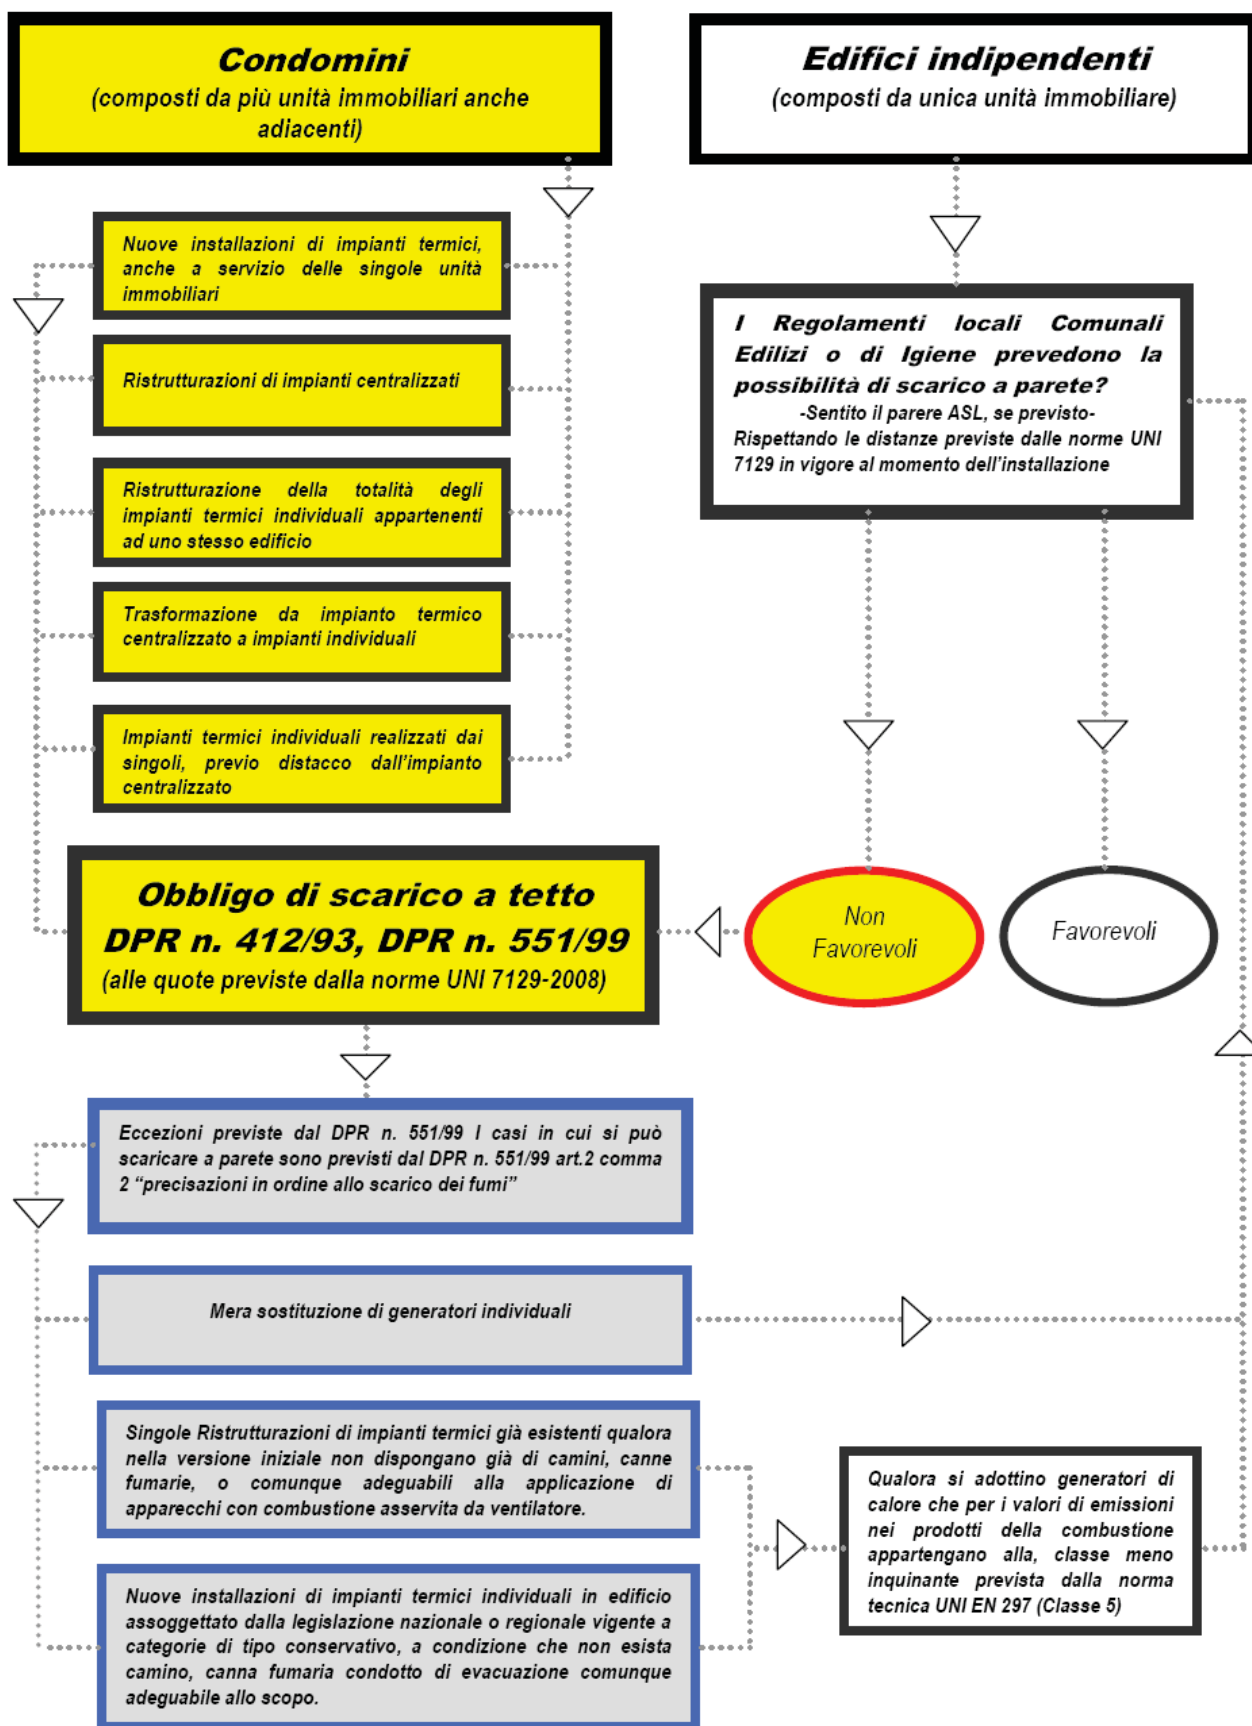 Condomini
(composti da più unità immobiliari anche
adiacenti)
Edifici indipendenti
(composti da unica unità immobiliare)
Nuove installazioni di impianti termici,
anche a servizio delle singole unità
immobiliari
Ristrutturazioni di impianti centralizzati
Ristrutturazione della totalità degli
impianti termici individuali appartenenti
ad uno stesso edificio
Trasformazione da impianto termico
centralizzato a impianti individuali
Impianti termici individuali realizzati dai
singoli, previo distacco dall'impianto
centralizzato
I Regolamenti locali Comunali
Edilizi o di Igiene prevedono la
possibilità di scarico a parete?
-Sentito il parere ASL, se previsto-
Rispettando le distanze previste dalle norme UNI
7129 in vigore al momento dell'installazione
Obbligo di scarico a tetto
DPR n. 412/93, DPR n. 551/99
(alle quote previste dalla norme UNI 7129-2008)
Non
Favorevoli
Favorevoli
Eccezioni previste dal DPR n. 551/99 I casi in cui si può
scaricare a parete sono previsti dal DPR n. 551/99 art.2 comma
2 “precisazioni in ordine allo scarico dei fumi”
Mera sostituzione di generatori individuali
Singole Ristrutturazioni di impianti termici già esistenti qualora
nella versione iniziale non dispongano già di camini, canne
fumarie, o comunque adeguabili alla applicazione di
apparecchi con combustione asservita da ventilatore.
Nuove installazioni di impianti termici individuali in edificio
assoggettato dalla legislazione nazionale o regionale vigente a
categorie di tipo conservativo, a condizione che non esista
camino, canna fumaria condotto di evacuazione comunque
adeguabile allo scopo.
Qualora si adottino generatori di
calore che per i valori di emissioni
nei prodotti della combustione
appartengano alla, classe meno
inquinante prevista dalla norma
tecnica UNI EN 297 (Classe 5)